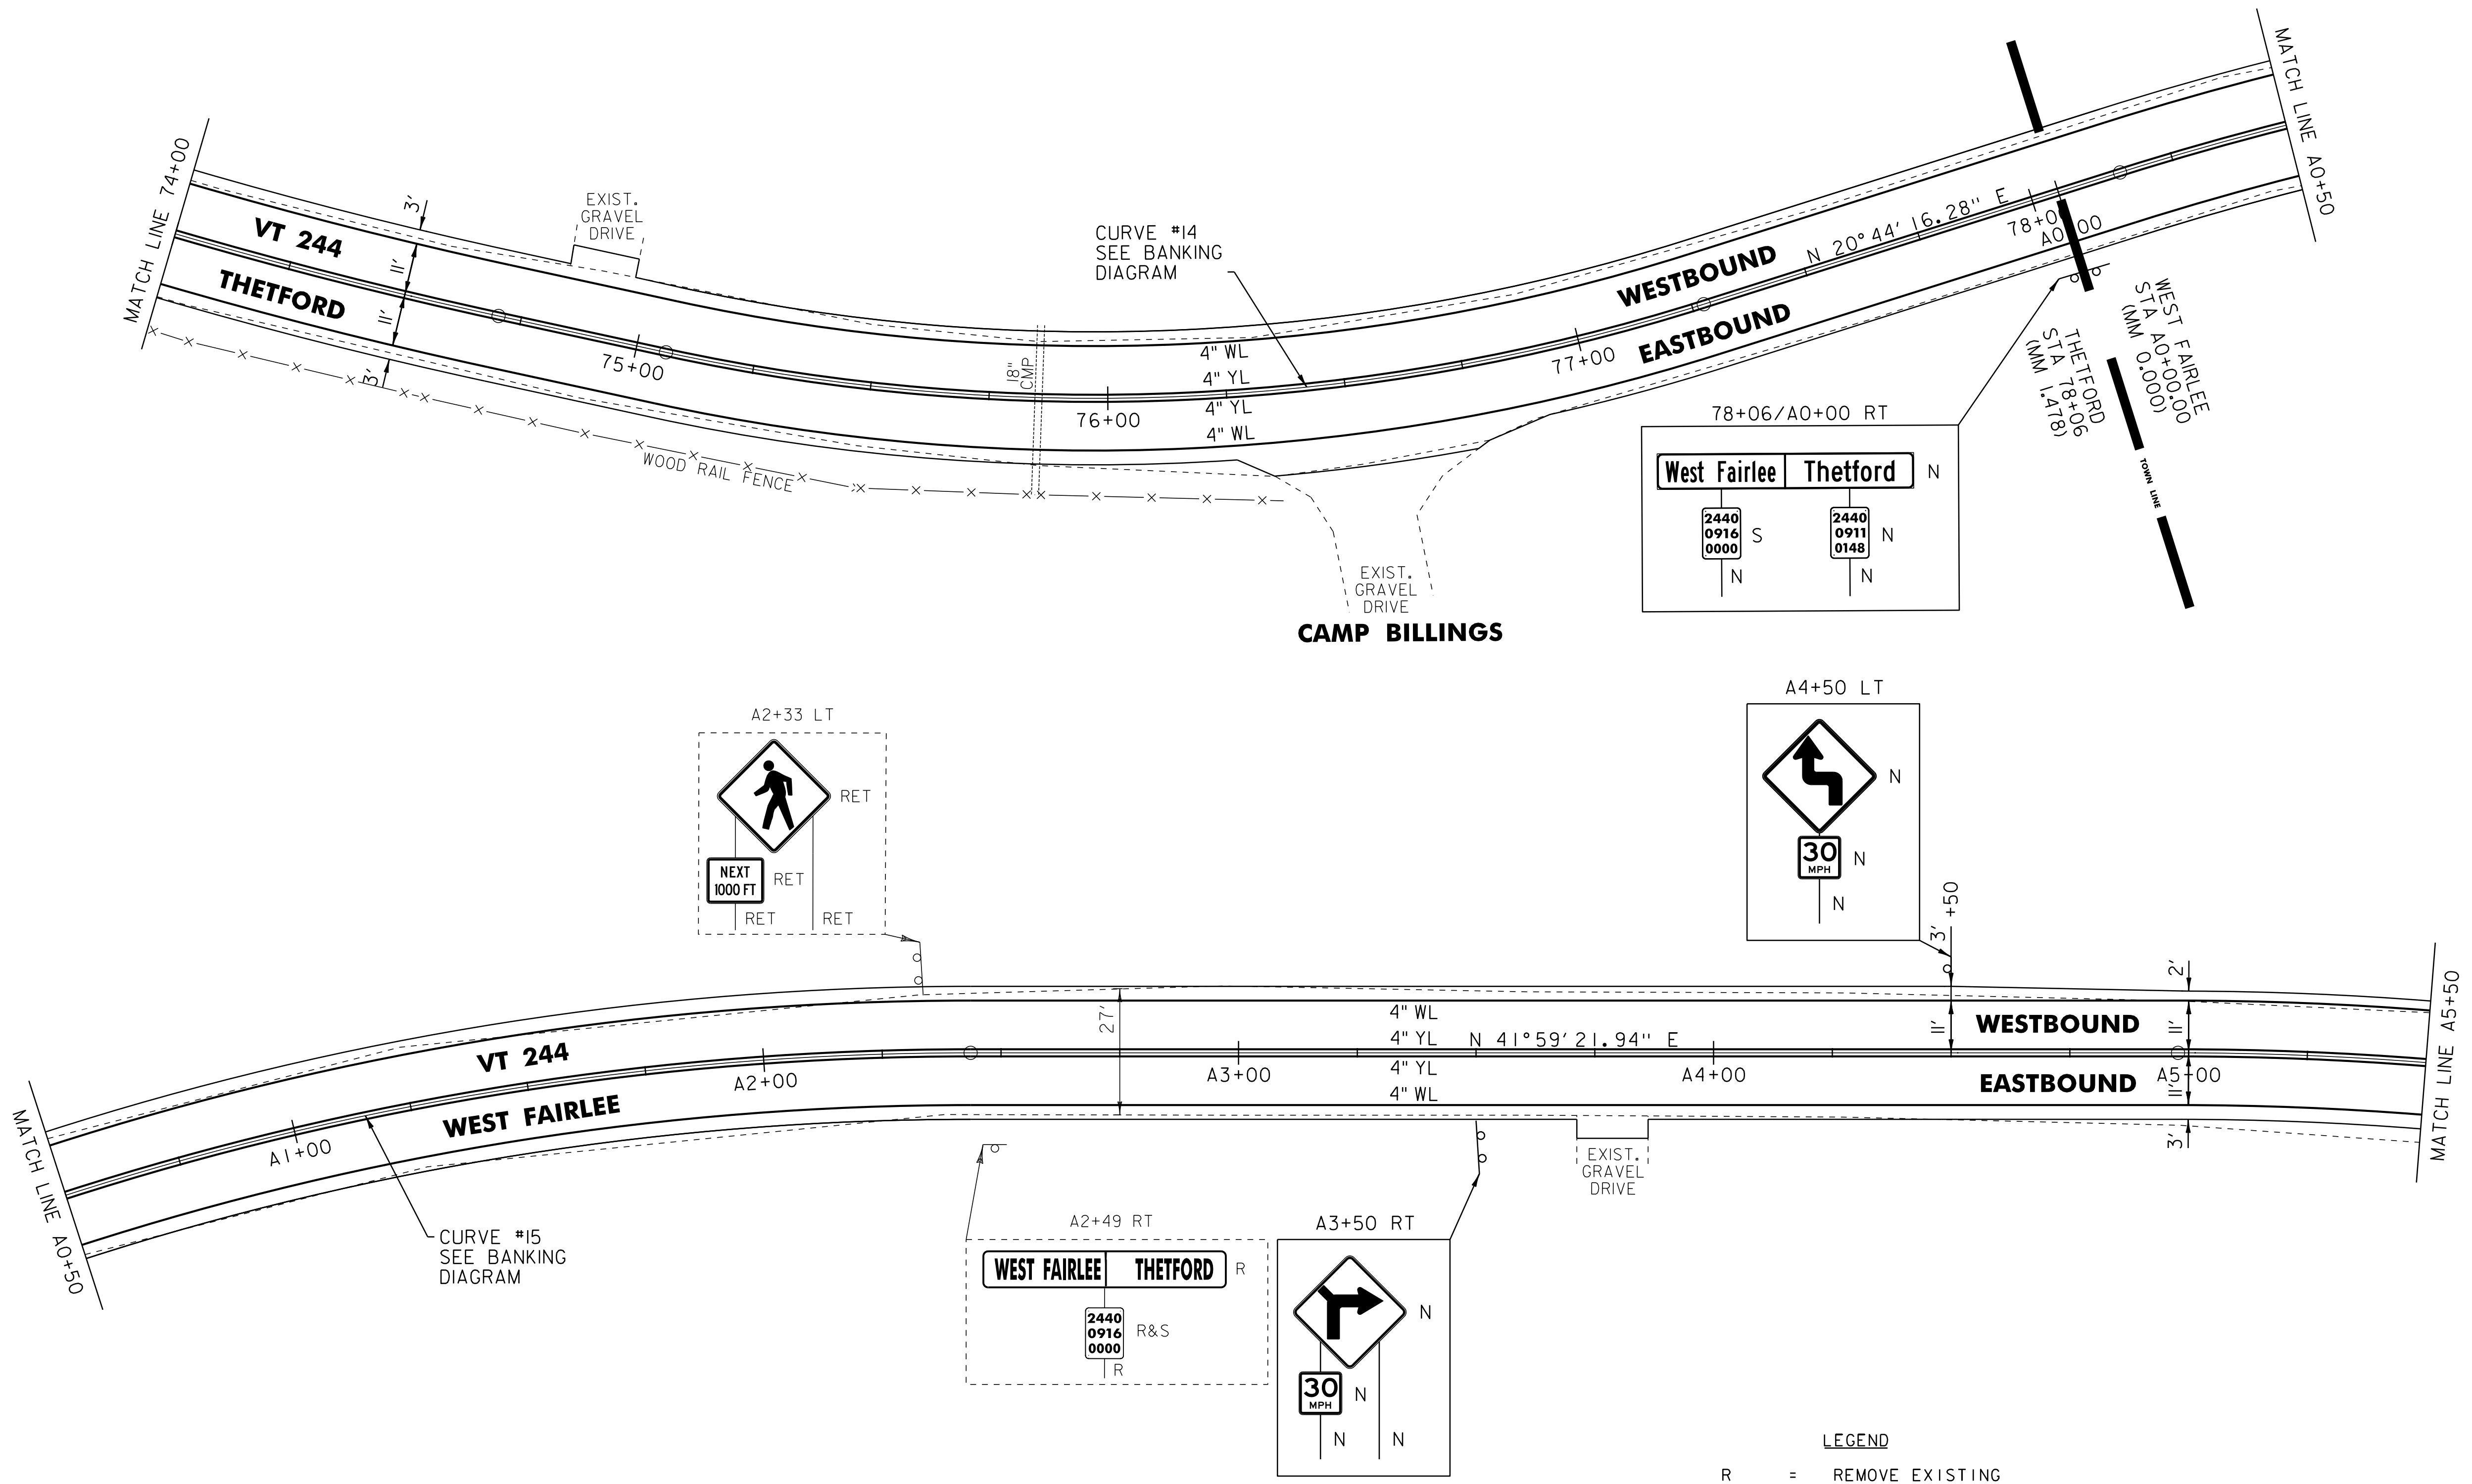 MATCH LINE 74+00
VT 244
THETFORD
3'
11'
11'
3'
EXIST.
GRAVEL
DRIVE
75+00
WOOD RAIL FENCE
18"
CMP
CURVE #14
SEE BANKING
DIAGRAM
4" WL
4" YL
4" YL
4" WL
76+00
77+00
WESTBOUND
EASTBOUND
N 20°44'16.28" E
78+00
A0+00
MATCH LINE A0+50
WEST FAIRLEE
STA A0+00.00
(MM 0.000)
THETFORD
STA 78+06
(MM 1.478)
TOWN LINE
78+06/A0+00 RT
West Fairlee Thetford N
2440
0916
0000
S
N
2440
0911
0148
N
N
EXIST.
GRAVEL
DRIVE
CAMP BILLINGS
A2+33 LT
RET
NEXT
1000 FT
RET
RET RET
A4+50 LT
N
30
MPH
N
N
3' +50
2'
MATCH LINE A0+50
A1+00
VT 244
WEST FAIRLEE
A2+00
27'
A3+00
4" WL
4" YL
4" YL
4" WL
N 41°59'21.94" E
A4+00
11'
WESTBOUND
EASTBOUND
11'
A5+00
11'
3'
MATCH LINE A5+50
CURVE #15
SEE BANKING
DIAGRAM
A2+49 RT
WEST FAIRLEE THETFORD R
2440
0916
0000
R&S
R
A3+50 RT
N
30
MPH
N
N N
EXIST.
GRAVEL
DRIVE
LEGEND
R = REMOVE EXISTING